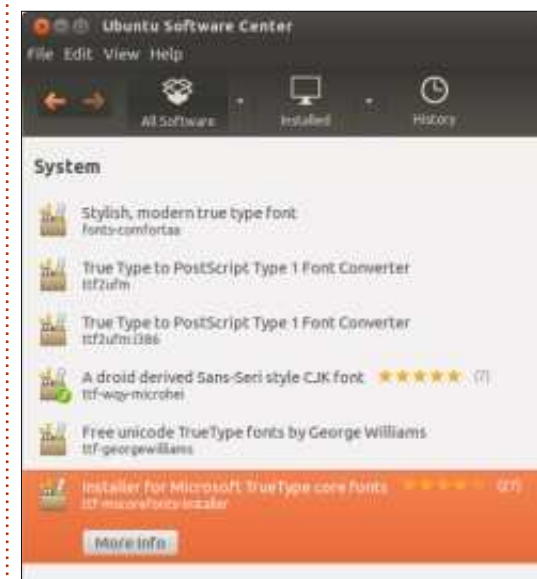 Ubuntu Software Center
File Edit View Help
All Software
Installed
History
System
Stylish, modern true type font
fonts-comfortaa
True Type to PostScript Type 1 Font Converter
ttf2ufm
True Type to PostScript Type 1 Font Converter
ttf2ufm:i386
A droid derived Sans-Seri style CJK font (7)
ttf-wqy-microhei
Free unicode TrueType fonts by George Williams
ttf-georgewilliams
Installer for Microsoft TrueType core fonts (27)
ttf-mscorefonts-installer
More Info